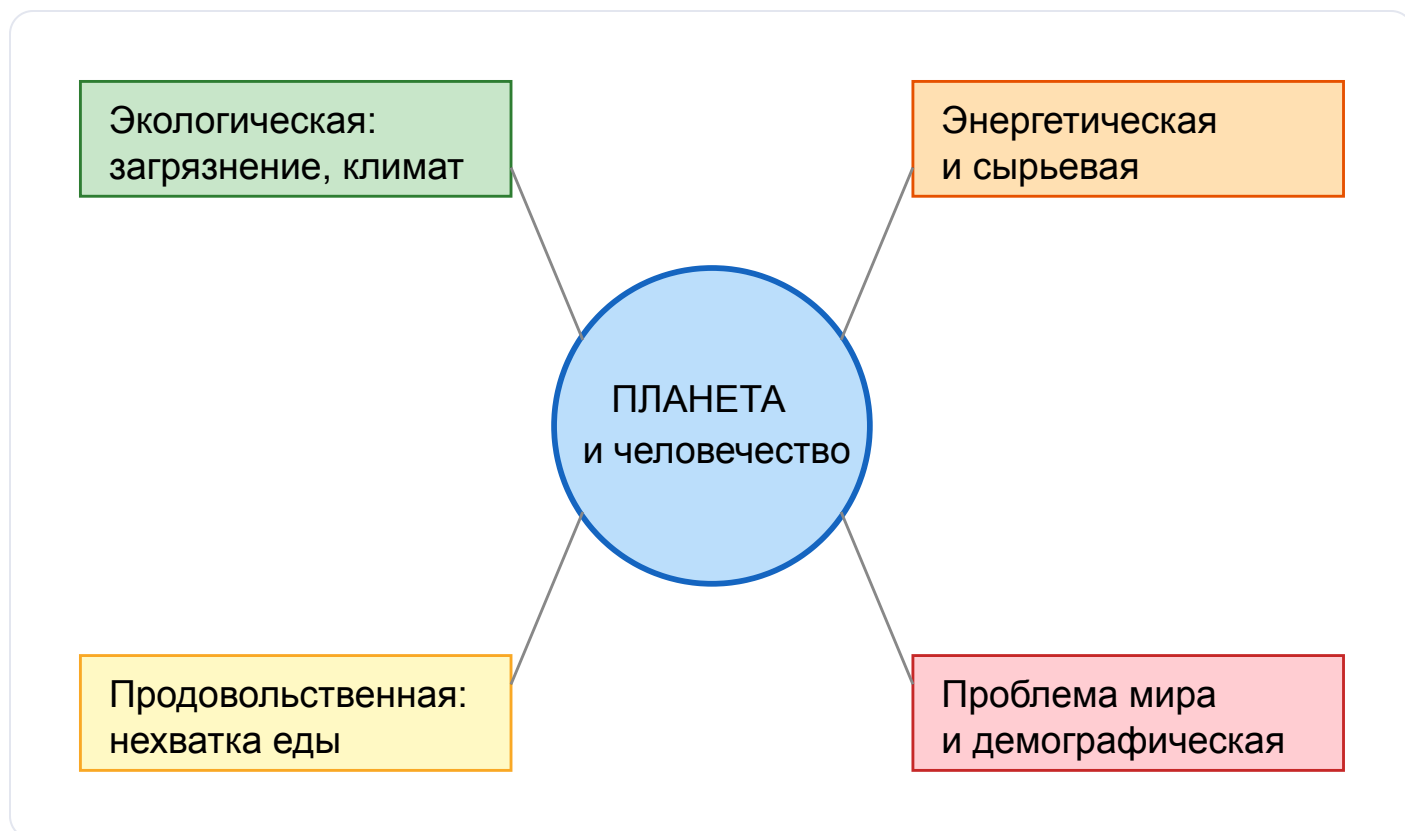 Экологическая:
загрязнение, климат
Энергетическая
и сырьевая
ПЛАНЕТА
и человечество
Продовольственная:
нехватка еды
Проблема мира
и демографическая